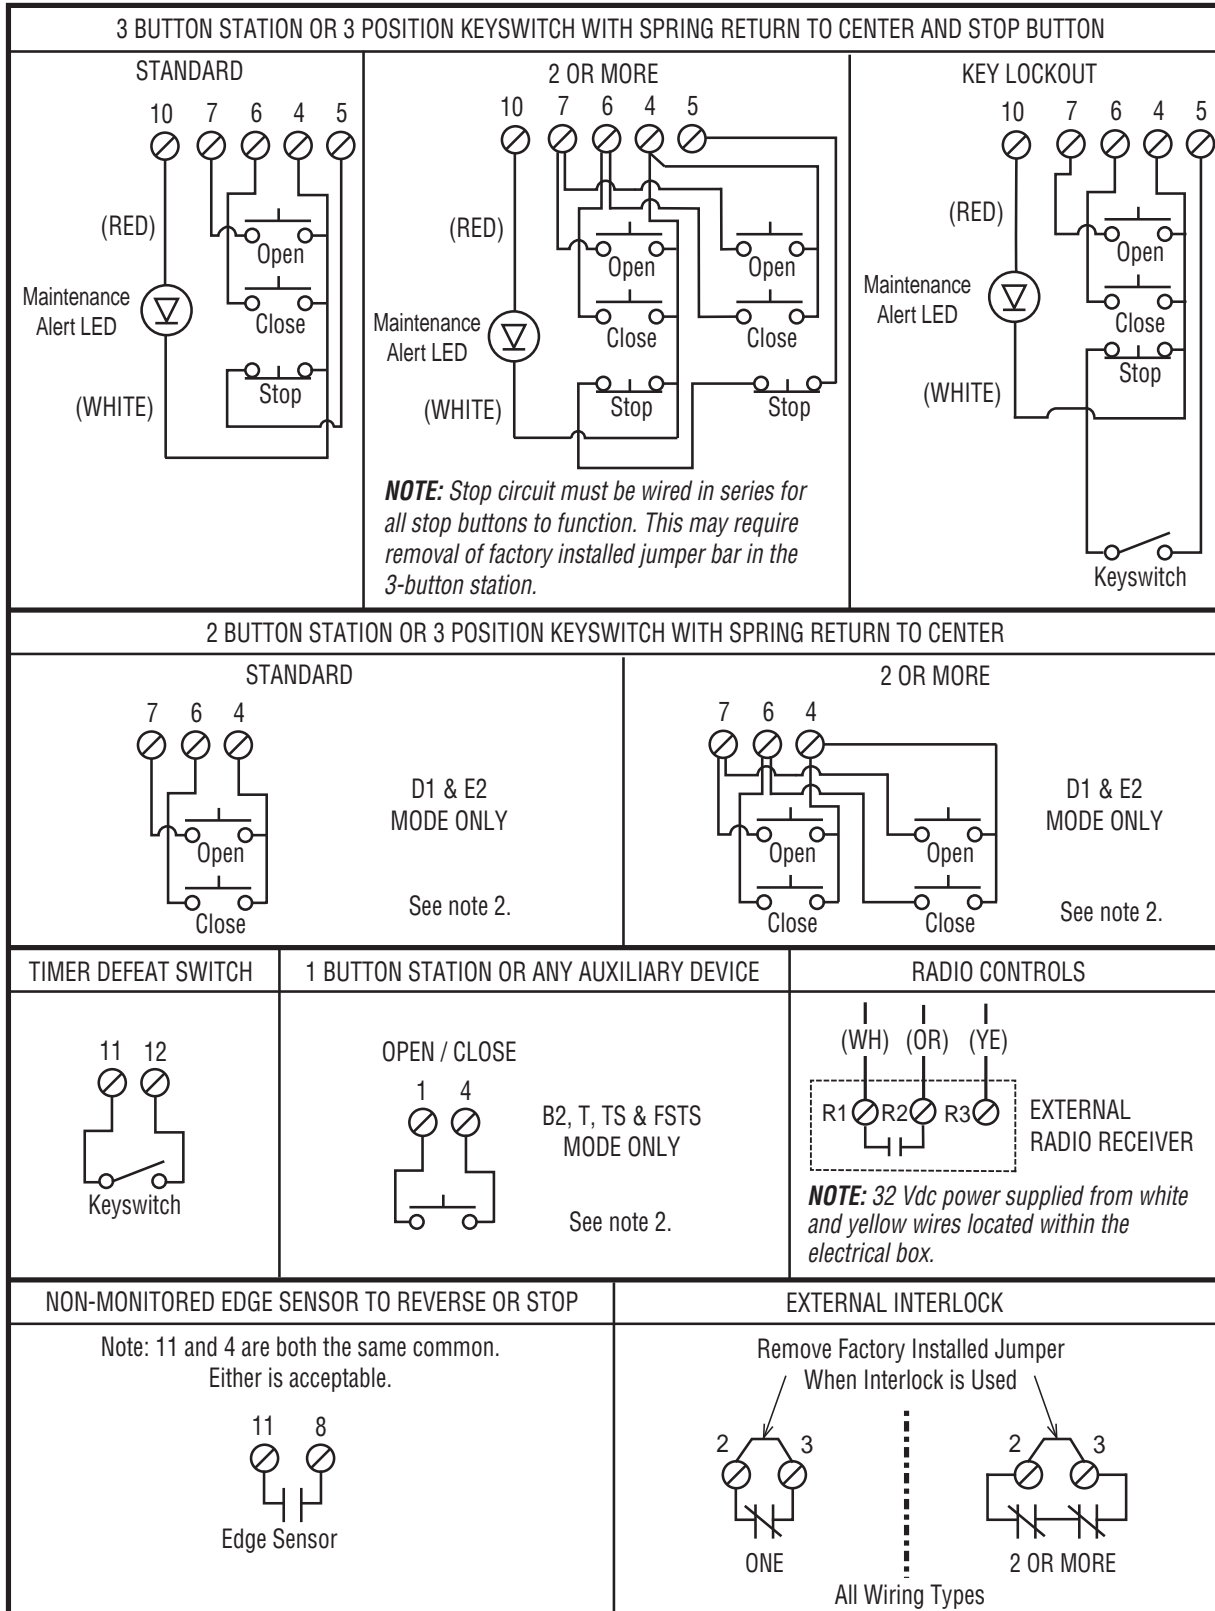 3 BUTTON STATION OR 3 POSITION KEYSWITCH WITH SPRING RETURN TO CENTER AND STOP BUTTON
STANDARD
10 7 6 4 5
(RED)
Open
Maintenance
Alert LED
Close
Stop
(WHITE)
2 OR MORE
10 7 6 4 5
(RED)
Open Open
Maintenance
Alert LED
Close Close
(WHITE)
Stop Stop
NOTE: Stop circuit must be wired in series for
all stop buttons to function. This may require
removal of factory installed jumper bar in the
3-button station.
KEY LOCKOUT
10 7 6 4 5
(RED)
Open
Maintenance
Alert LED
Close
Stop
(WHITE)
Keyswitch
2 BUTTON STATION OR 3 POSITION KEYSWITCH WITH SPRING RETURN TO CENTER
STANDARD
7 6 4
D1 & E2
MODE ONLY
Open
Close
See note 2.
2 OR MORE
7 6 4
D1 & E2
MODE ONLY
Open Open
Close Close
See note 2.
TIMER DEFEAT SWITCH
11 12
Keyswitch
1 BUTTON STATION OR ANY AUXILIARY DEVICE
OPEN / CLOSE
1 4
B2, T, TS & FSTS
MODE ONLY
See note 2.
RADIO CONTROLS
(WH) (OR) (YE)
R1 R2 R3
EXTERNAL
RADIO RECEIVER
NOTE: 32 Vdc power supplied from white
and yellow wires located within the
electrical box.
NON-MONITORED EDGE SENSOR TO REVERSE OR STOP
Note: 11 and 4 are both the same common.
Either is acceptable.
11 8
Edge Sensor
EXTERNAL INTERLOCK
Remove Factory Installed Jumper
When Interlock is Used
2 3 2 3
ONE 2 OR MORE
All Wiring Types